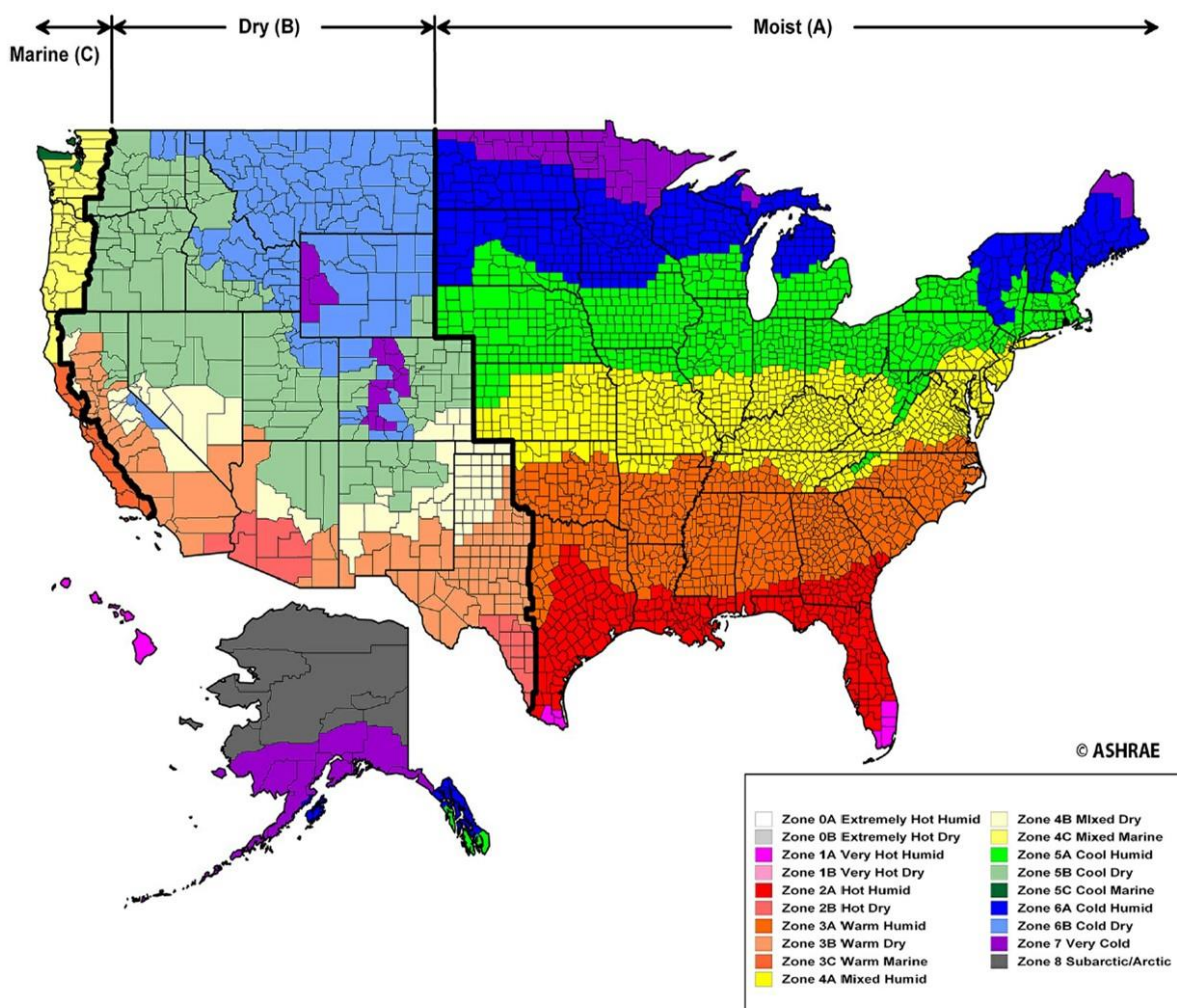 Dry (B)
Moist (A)
Marine (C)
© ASHRAE
Zone 0A Extremely Hot Humid
Zone 0B Extremely Hot Dry
Zone 1A Very Hot Humid
Zone 1B Very Hot Dry
Zone 2A Hot Humid
Zone 2B Hot Dry
Zone 3A Warm Humid
Zone 3B Warm Dry
Zone 3C Warm Marine
Zone 4A Mixed Humid
Zone 4B MIxed Dry
Zone 4C Mixed Marine
Zone 5A Cool Humid
Zone 5B Cool Dry
Zone 5C Cool Marine
Zone 6A Cold Humid
Zone 6B Cold Dry
Zone 7 Very Cold
Zone 8 Subarctic/Arctic